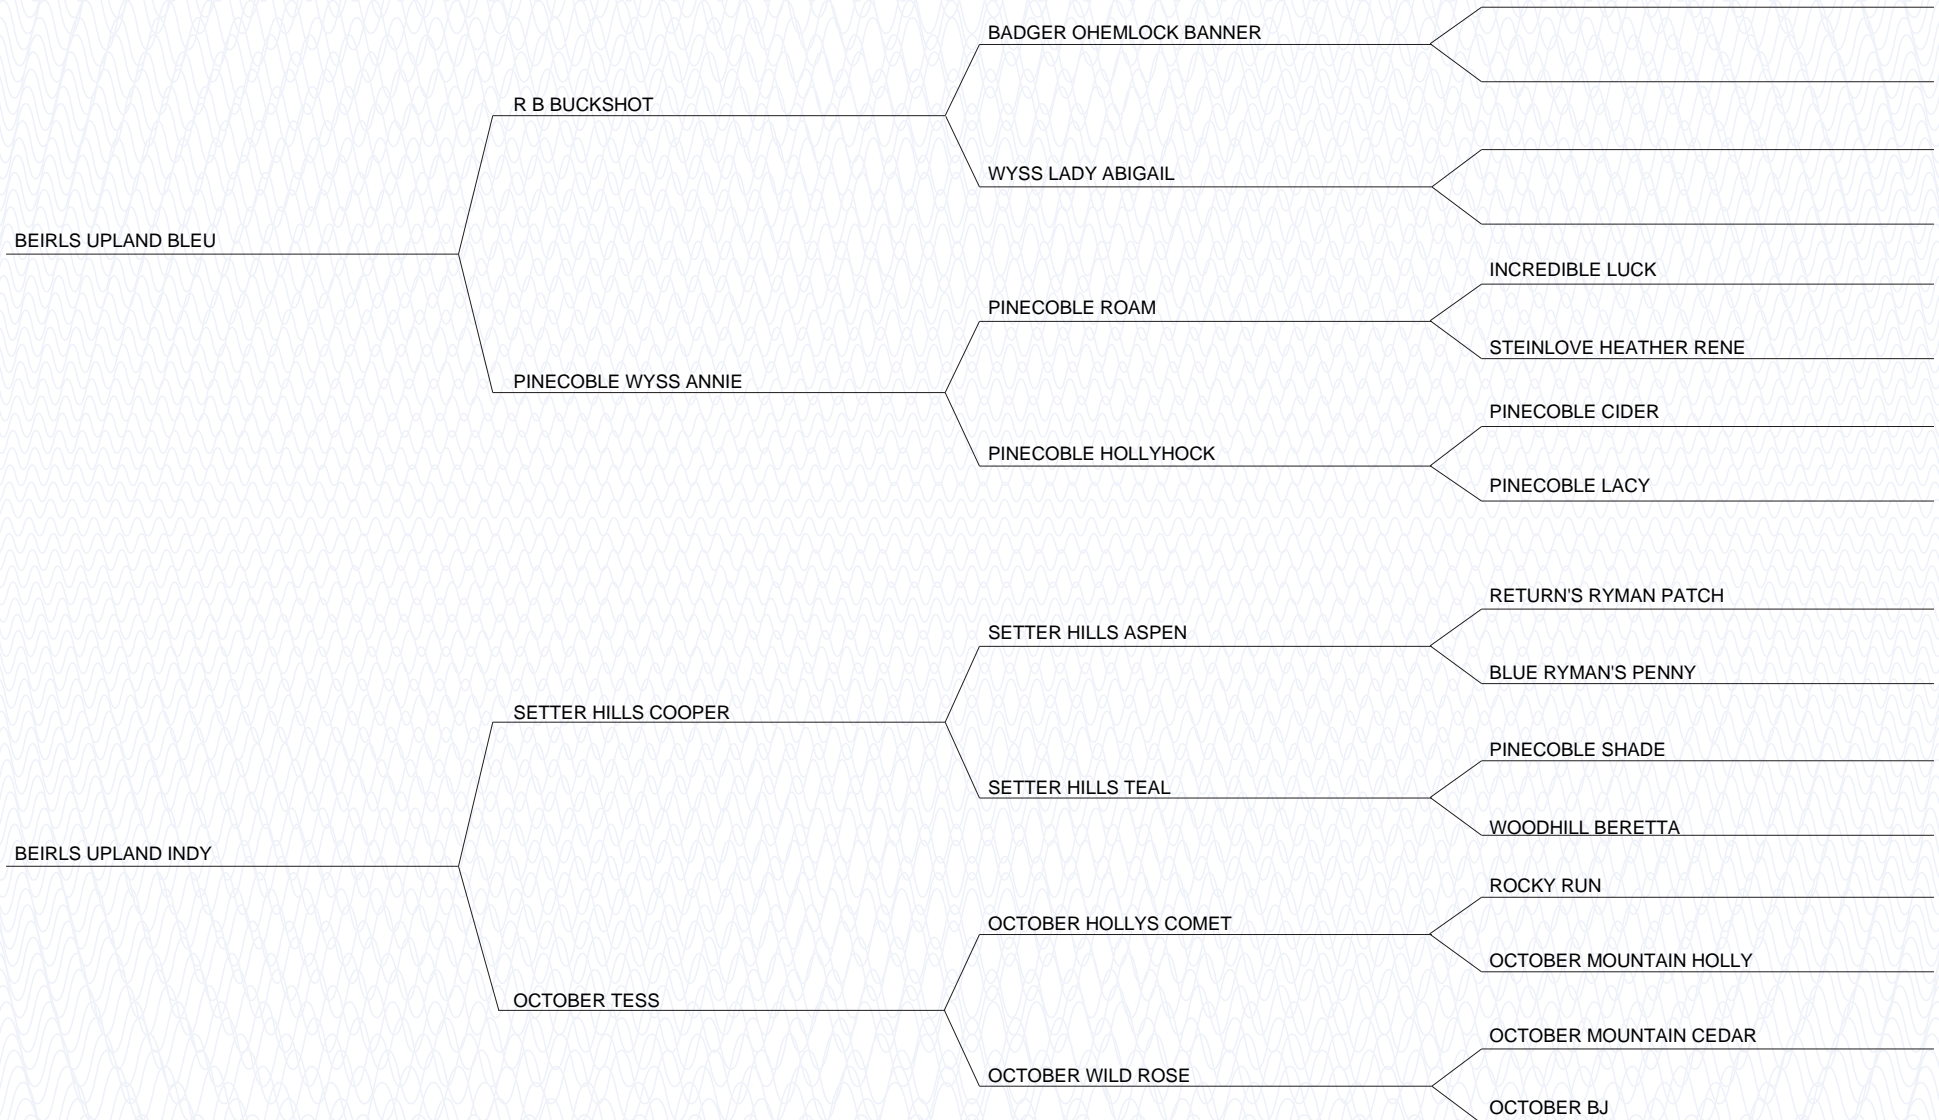 BADGER OHEMLOCK BANNER
R B BUCKSHOT
WYSS LADY ABIGAIL
BEIRLS UPLAND BLEU
INCREDIBLE LUCK
PINECOBLE ROAM
STEINLOVE HEATHER RENE
PINECOBLE WYSS ANNIE
PINECOBLE CIDER
PINECOBLE HOLLYHOCK
PINECOBLE LACY
RETURN'S RYMAN PATCH
SETTER HILLS ASPEN
BLUE RYMAN'S PENNY
SETTER HILLS COOPER
PINECOBLE SHADE
SETTER HILLS TEAL
WOODHILL BERETTA
BEIRLS UPLAND INDY
ROCKY RUN
OCTOBER HOLLYS COMET
OCTOBER MOUNTAIN HOLLY
OCTOBER TESS
OCTOBER MOUNTAIN CEDAR
OCTOBER WILD ROSE
OCTOBER BJ